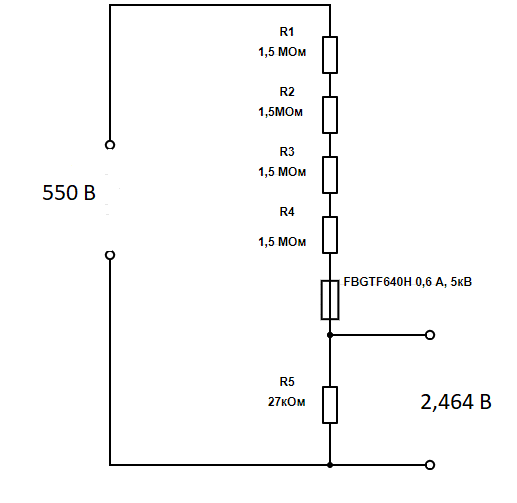 R1
1,5 МОм
R2
1,5МОм
R3
1,5 МОм
550 В
R4
1,5 МОм
FBGTF640H 0,6 А, 5кВ
R5
27кОм
2,464 В